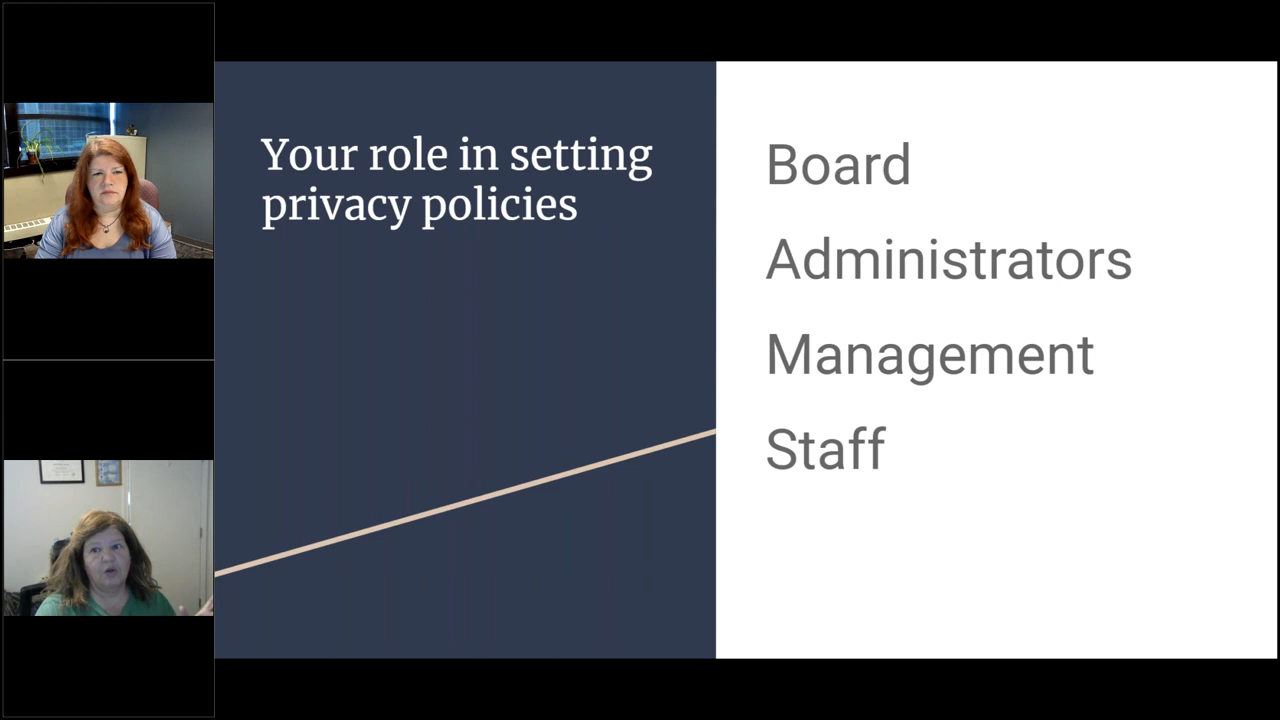 Your role in setting
privacy policies
Board
Administrators
Management
Staff